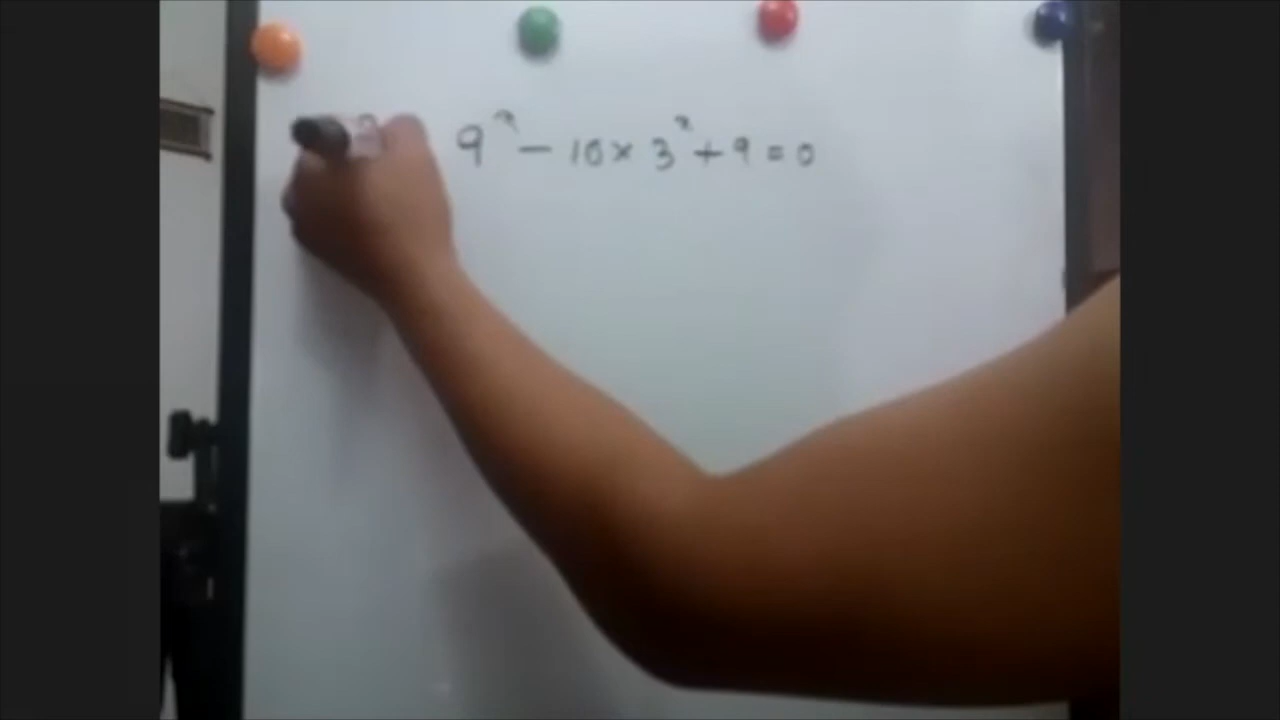 9ˣ - 10 × 3ˣ + 9 = 0